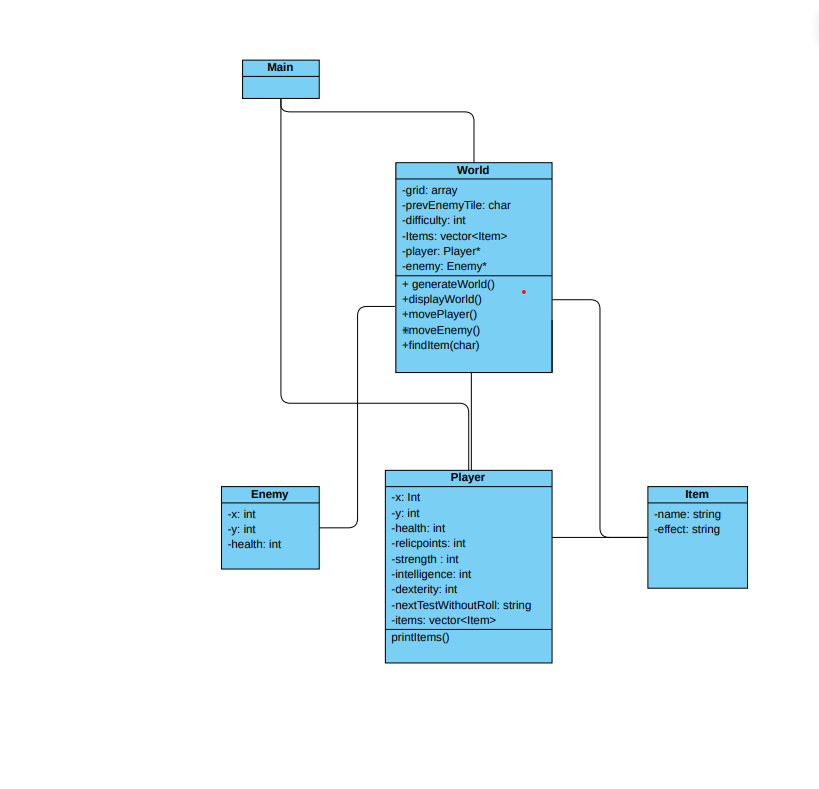 Main
World
-grid: array
-prevEnemyTile: char
-difficulty: int
-Items: vector<Item>
-player: Player*
-enemy: Enemy*
+ generateWorld()
+displayWorld()
+movePlayer()
+moveEnemy()
+findItem(char)
Enemy
-x: int
-y: int
-health: int
Player
-x: Int
-y: int
-health: int
-relicpoints: int
-strength : int
-intelligence: int
-dexterity: int
-nextTestWithoutRoll: string
-items: vector<Item>
printItems()
Item
-name: string
-effect: string